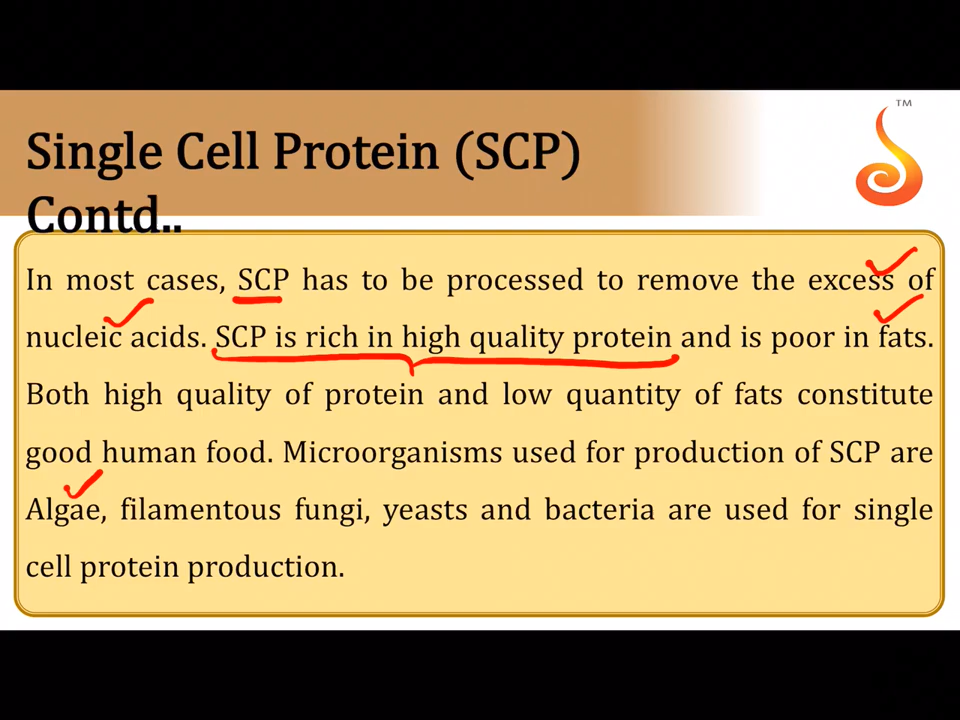 TM
Single Cell Protein (SCP)
Contd..
In most cases, SCP has to be processed to remove the excess of
nucleic acids. SCP is rich in high quality protein and is poor in fats.
Both high quality of protein and low quantity of fats constitute
good human food. Microorganisms used for production of SCP are
Algae, filamentous fungi, yeasts and bacteria are used for single
cell protein production.